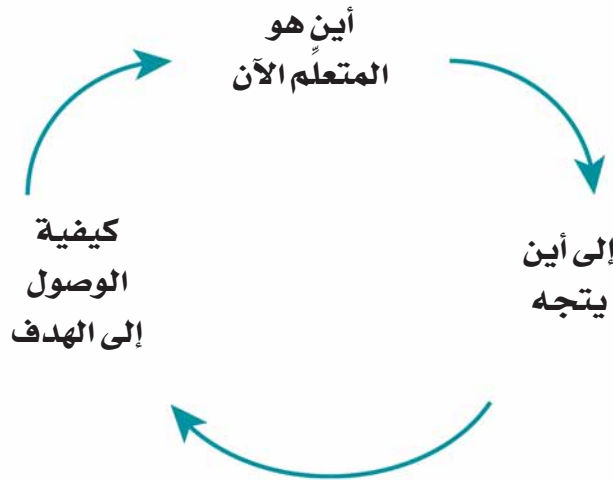 أين هو
المتعلِّم الآن
إلى أين
يتجه
كيفية
الوصول
إلى الهدف